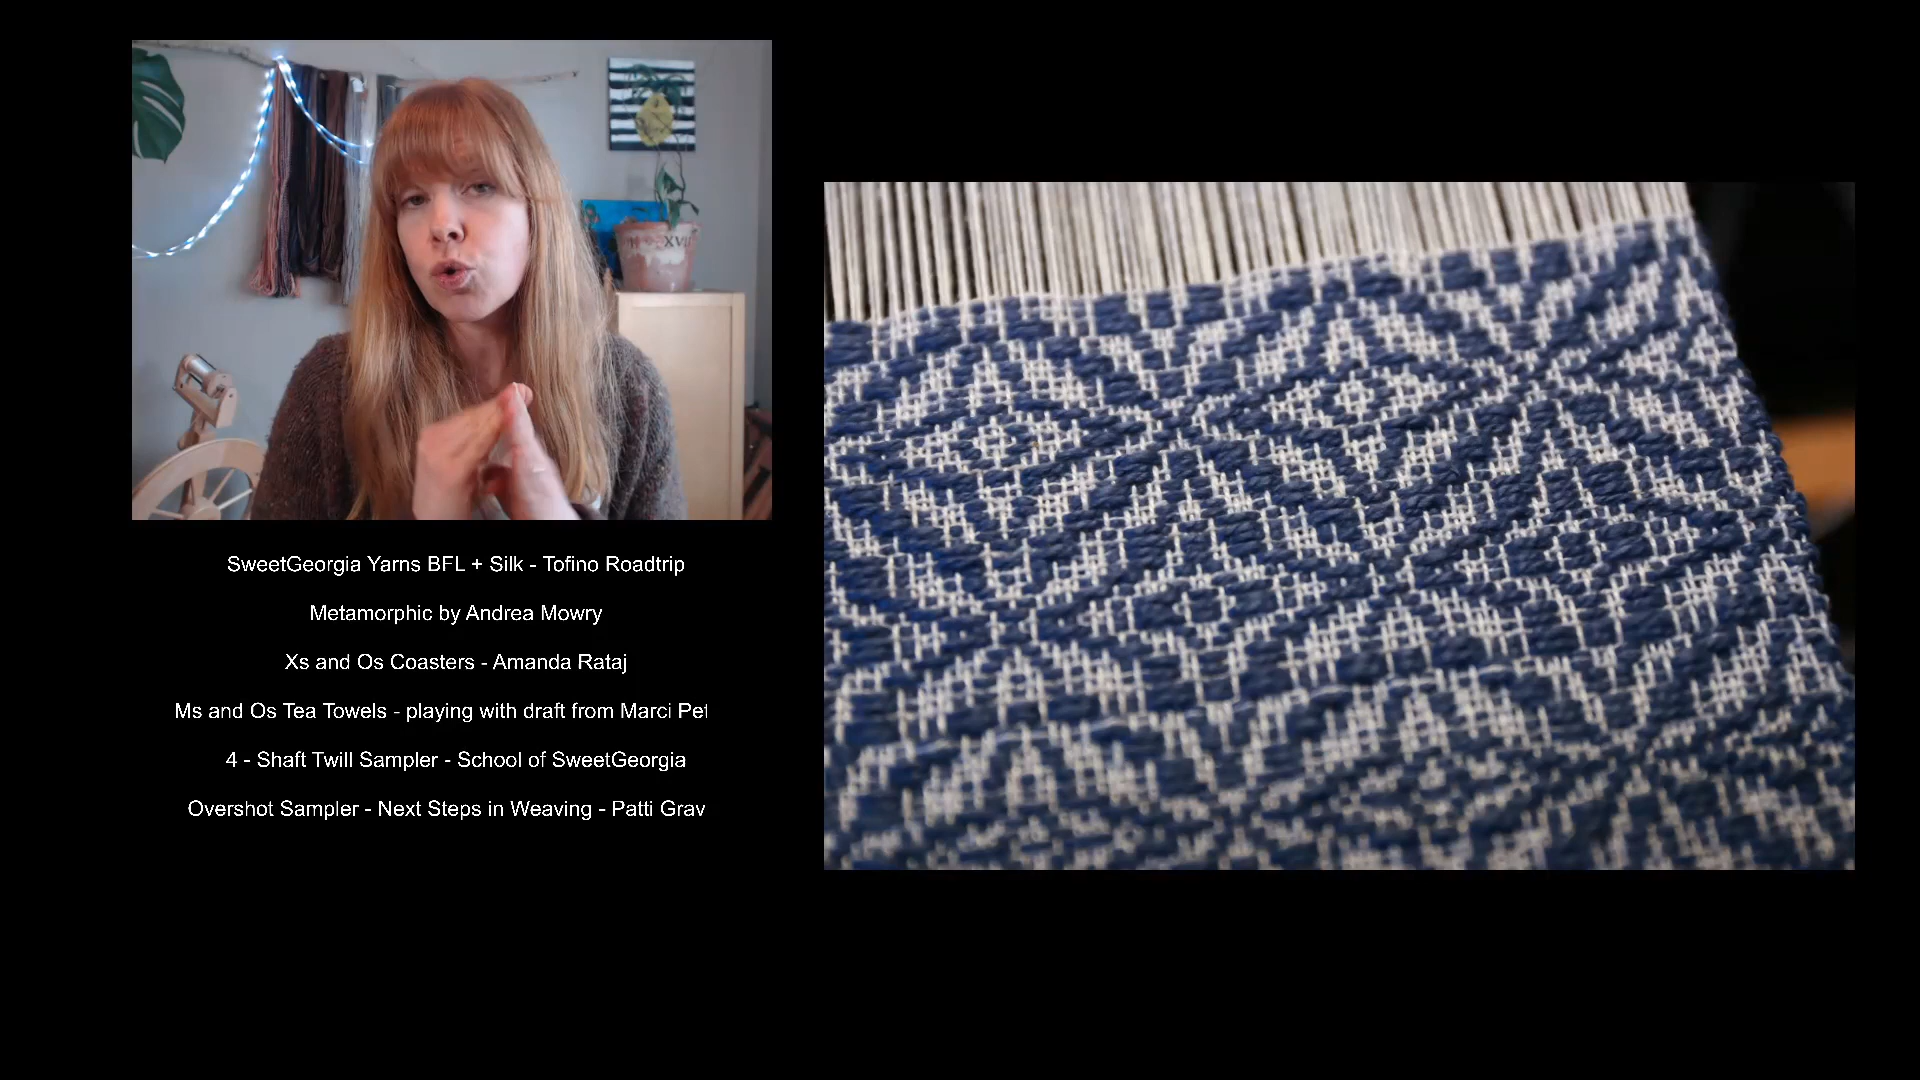 SweetGeorgia Yarns BFL + Silk - Tofino Roadtrip
Metamorphic by Andrea Mowry
Xs and Os Coasters - Amanda Rataj
Ms and Os Tea Towels - playing with draft from Marci
4 - Shaft Twill Sampler - School of SweetGeorgia
Overshot Sampler - Next Steps in Weaving - Patti Grav